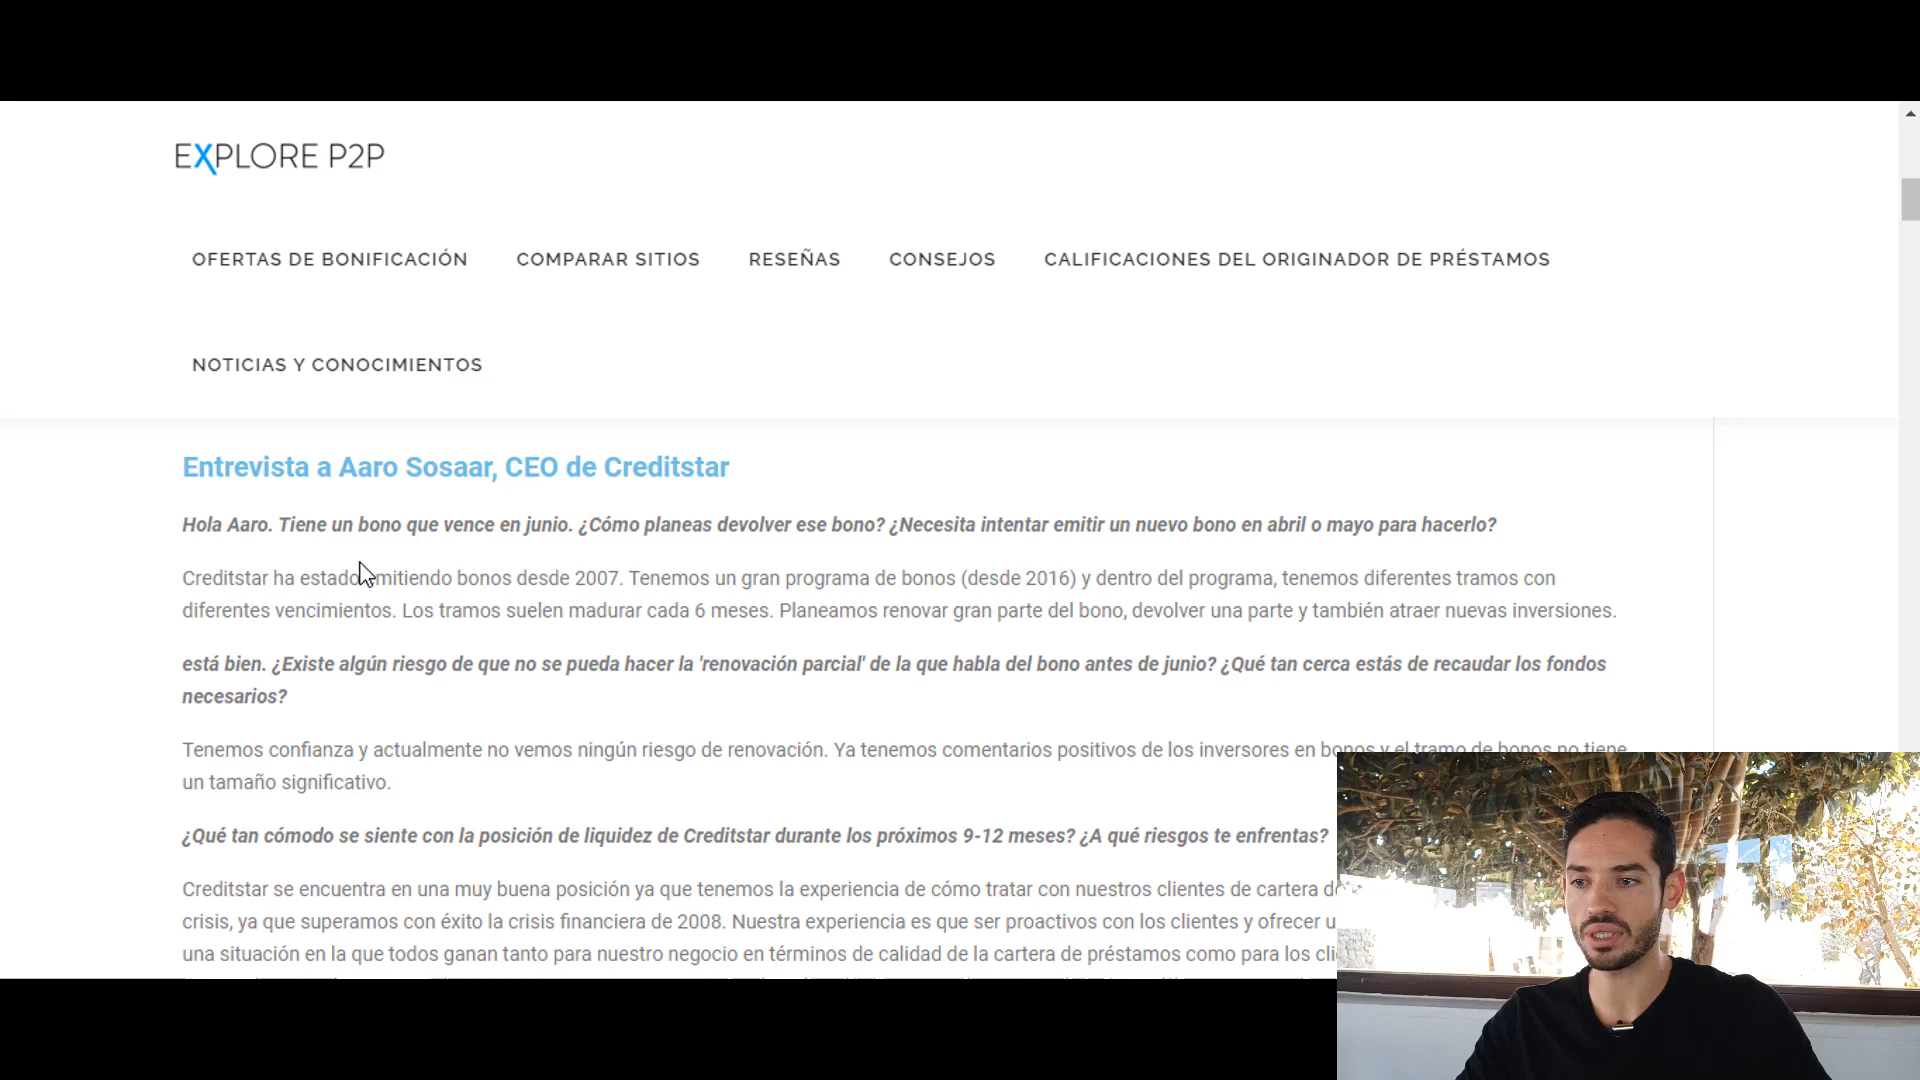 EXPLORE P2P
OFERTAS DE BONIFICACIÓN COMPARAR SITIOS RESEÑAS CONSEJOS CALIFICACIONES DEL ORIGINADOR DE PRÉSTAMOS
NOTICIAS Y CONOCIMIENTOS
Entrevista a Aaro Sosaar, CEO de Creditstar
Hola Aaro. Tiene un bono que vence en junio. ¿Cómo planeas devolver ese bono? ¿Necesita intentar emitir un nuevo bono en abril o mayo para hacerlo?
Creditstar ha estado emitiendo bonos desde 2007. Tenemos un gran programa de bonos (desde 2016) y dentro del programa, tenemos diferentes tramos con
diferentes vencimientos. Los tramos suelen madurar cada 6 meses. Planeamos renovar gran parte del bono, devolver una parte y también atraer nuevas inversiones.
está bien. ¿Existe algún riesgo de que no se pueda hacer la 'renovación parcial' de la que habla del bono antes de junio? ¿Qué tan cerca estás de recaudar los fondos
necesarios?
Tenemos confianza y actualmente no vemos ningún riesgo de renovación. Ya tenemos comentarios positivos de los inversores en bonos y el tramo de bonos no tiene
un tamaño significativo.
¿Qué tan cómodo se siente con la posición de liquidez de Creditstar durante los próximos 9-12 meses? ¿A qué riesgos te enfrentas?
Creditstar se encuentra en una muy buena posición ya que tenemos la experiencia de cómo tratar con nuestros clientes de cartera
crisis, ya que superamos con éxito la crisis financiera de 2008. Nuestra experiencia es que ser proactivos con los clientes y ofrecer
una situación en la que todos ganan tanto para nuestro negocio en términos de calidad de la cartera de préstamos como para los